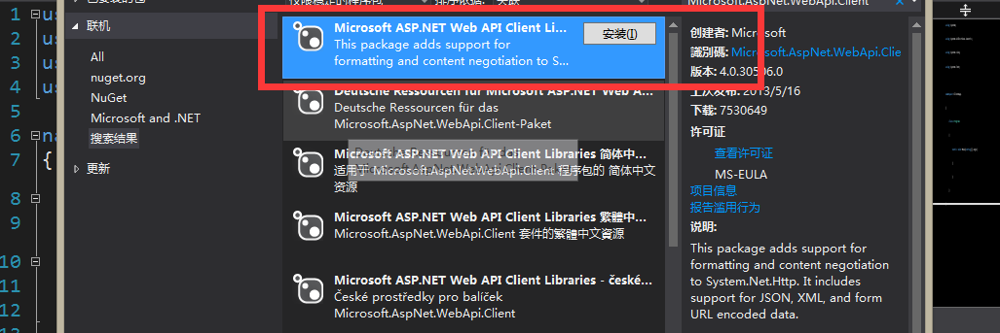 联机
All
nuget.org
NuGet
Microsoft and .NET
搜索结果
更新
Microsoft ASP.NET Web API Client Li...
This package adds support for
formatting and content negotiation to S...
安装(I)
Deutsche Ressourcen für Microsoft ASP.NET Web A...
Deutsche Ressourcen für das
Microsoft.AspNet.WebApi.Client-Paket
Microsoft ASP.NET Web API Client Libraries 简体中...
适用于 Microsoft.AspNet.WebApi.Client 程序包的 简体中文
资源
Microsoft ASP.NET Web API Client Libraries 繁體中...
Microsoft.AspNet.WebApi.Client 套件的繁體中文資源
Microsoft ASP.NET Web API Client Libraries - české...
České prostředky pro balíček
Microsoft.AspNet.WebApi.Client
Microsoft.AspNet.WebApi.Client
创建者: Microsoft
識別碼: Microsoft.AspNet.WebApi.Clie
版本: 4.0.30506.0
上次发布: 2013/5/16
下载: 7530649
许可证
查看许可证
MS-EULA
项目信息
报告滥用行为
说明:
This package adds support for
formatting and content negotiation
to System.Net.Http. It includes
support for JSON, XML, and form
URL encoded data.
1 us
2 us
3 us
4 us
5
6 na
7 {
8
9
10
11
12
13